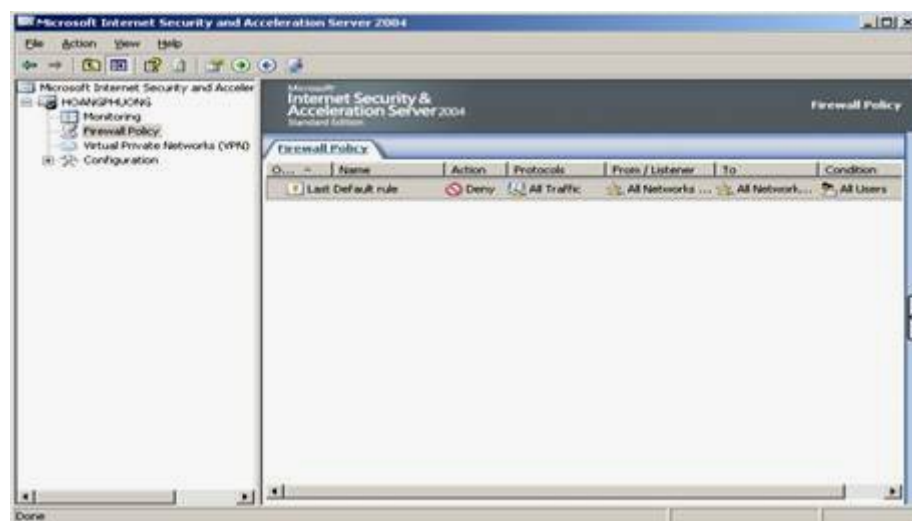 Microsoft Internet Security and Acceleration Server 2004
File Action View Help
Microsoft Internet Security and Acceler
HOANGPHUONG
Monitoring
Firewall Policy
Virtual Private Networks (VPN)
Configuration
Microsoft
Internet Security &
Acceleration Server 2004
Standard Edition
Firewall Policy
Firewall Policy
O... Name Action Protocols From / Listener To Condition
Last Default rule Deny All Traffic All Networks ... All Network... All Users
Done